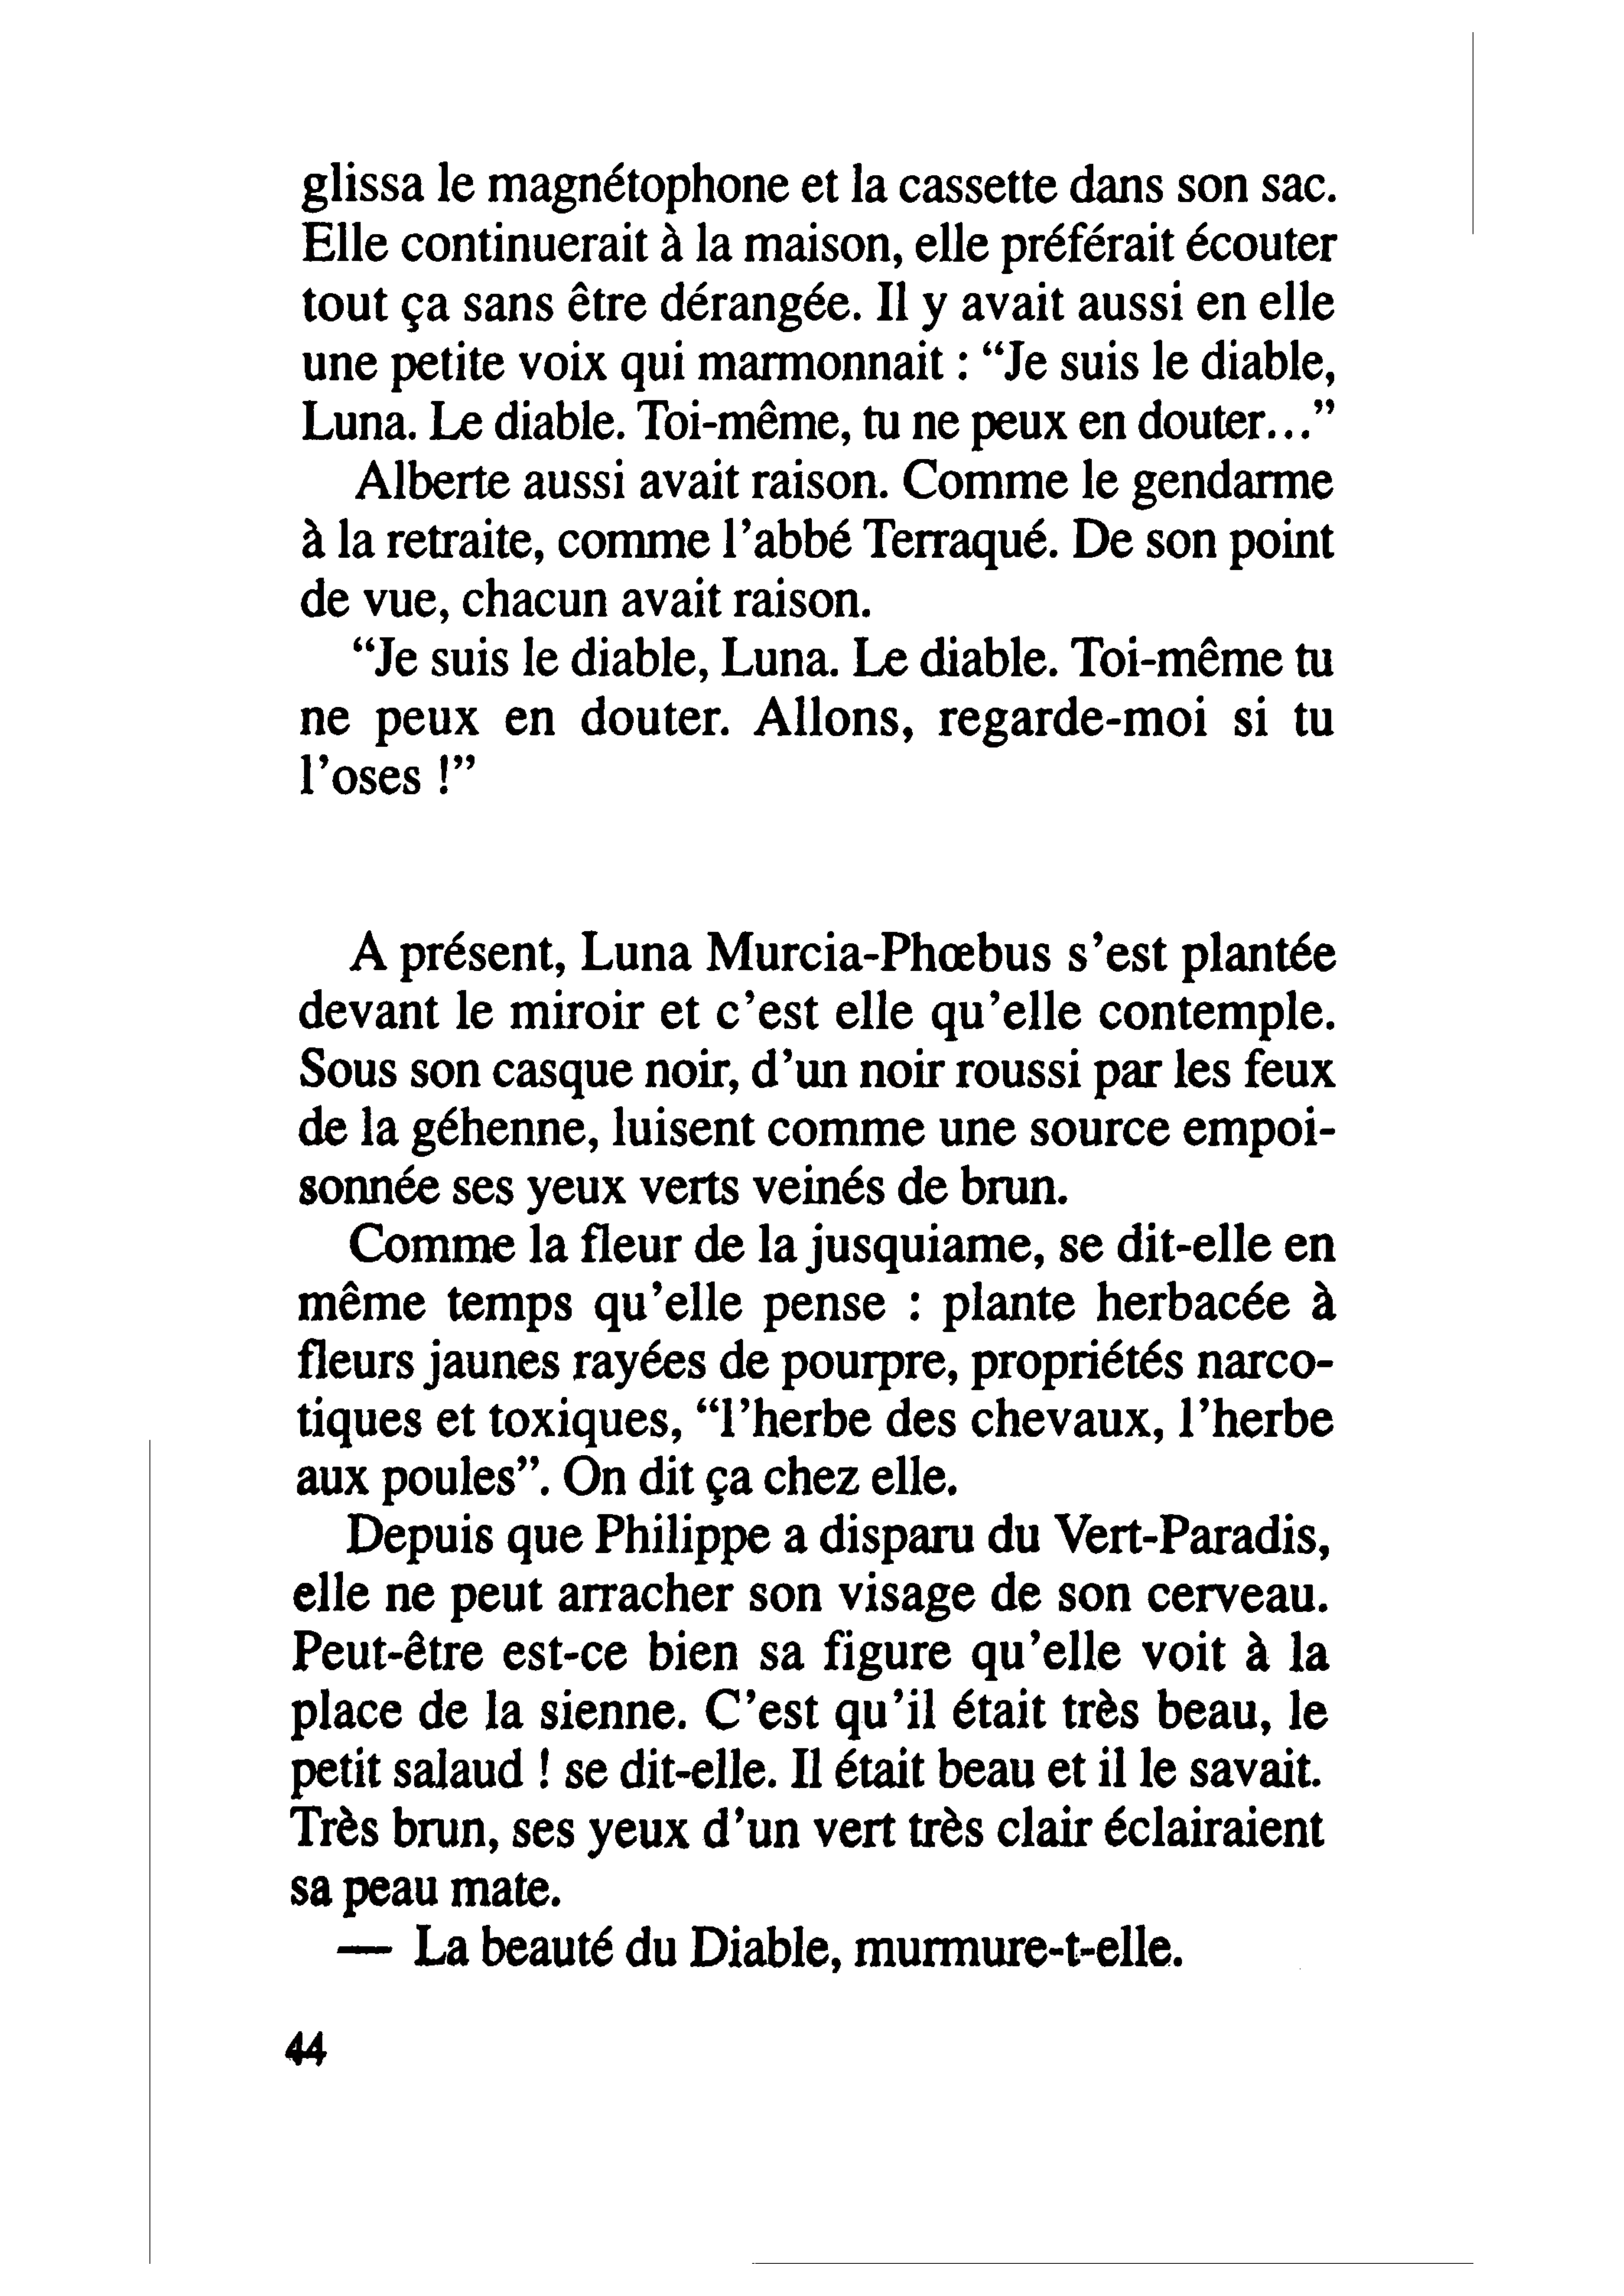 glissa le magnétophone et la cassette dans son sac.
Elle continuerait à la maison, elle préférait écouter
tout ça sans être dérangée. Il y avait aussi en elle
une petite voix qui marmonnait : “Je suis le diable,
Luna. Le diable. Toi-même, tu ne peux en douter...”
Alberte aussi avait raison. Comme le gendarme
à la retraite, comme l’abbé Terraqué. De son point
de vue, chacun avait raison.
“Je suis le diable, Luna. Le diable. Toi-même tu
ne peux en douter. Allons, regarde-moi si tu
l’oses !”
A présent, Luna Murcia-Phœbus s’est plantée
devant le miroir et c’est elle qu’elle contemple.
Sous son casque noir, d’un noir roussi par les feux
de la géhenne, luisent comme une source empoi-
sonnée ses yeux verts veinés de brun.
Comme la fleur de la jusquiame, se dit-elle en
même temps qu’elle pense : plante herbacée à
fleurs jaunes rayées de pourpre, propriétés narco-
tiques et toxiques, “l’herbe des chevaux, l’herbe
aux poules”. On dit ça chez elle.
Depuis que Philippe a disparu du Vert-Paradis,
elle ne peut arracher son visage de son cerveau.
Peut-être est-ce bien sa figure qu’elle voit à la
place de la sienne. C’est qu’il était très beau, le
petit salaud ! se dit-elle. Il était beau et il le savait.
Très brun, ses yeux d’un vert très clair éclairaient
sa peau mate.
— La beauté du Diable, murmure-t-elle.
44